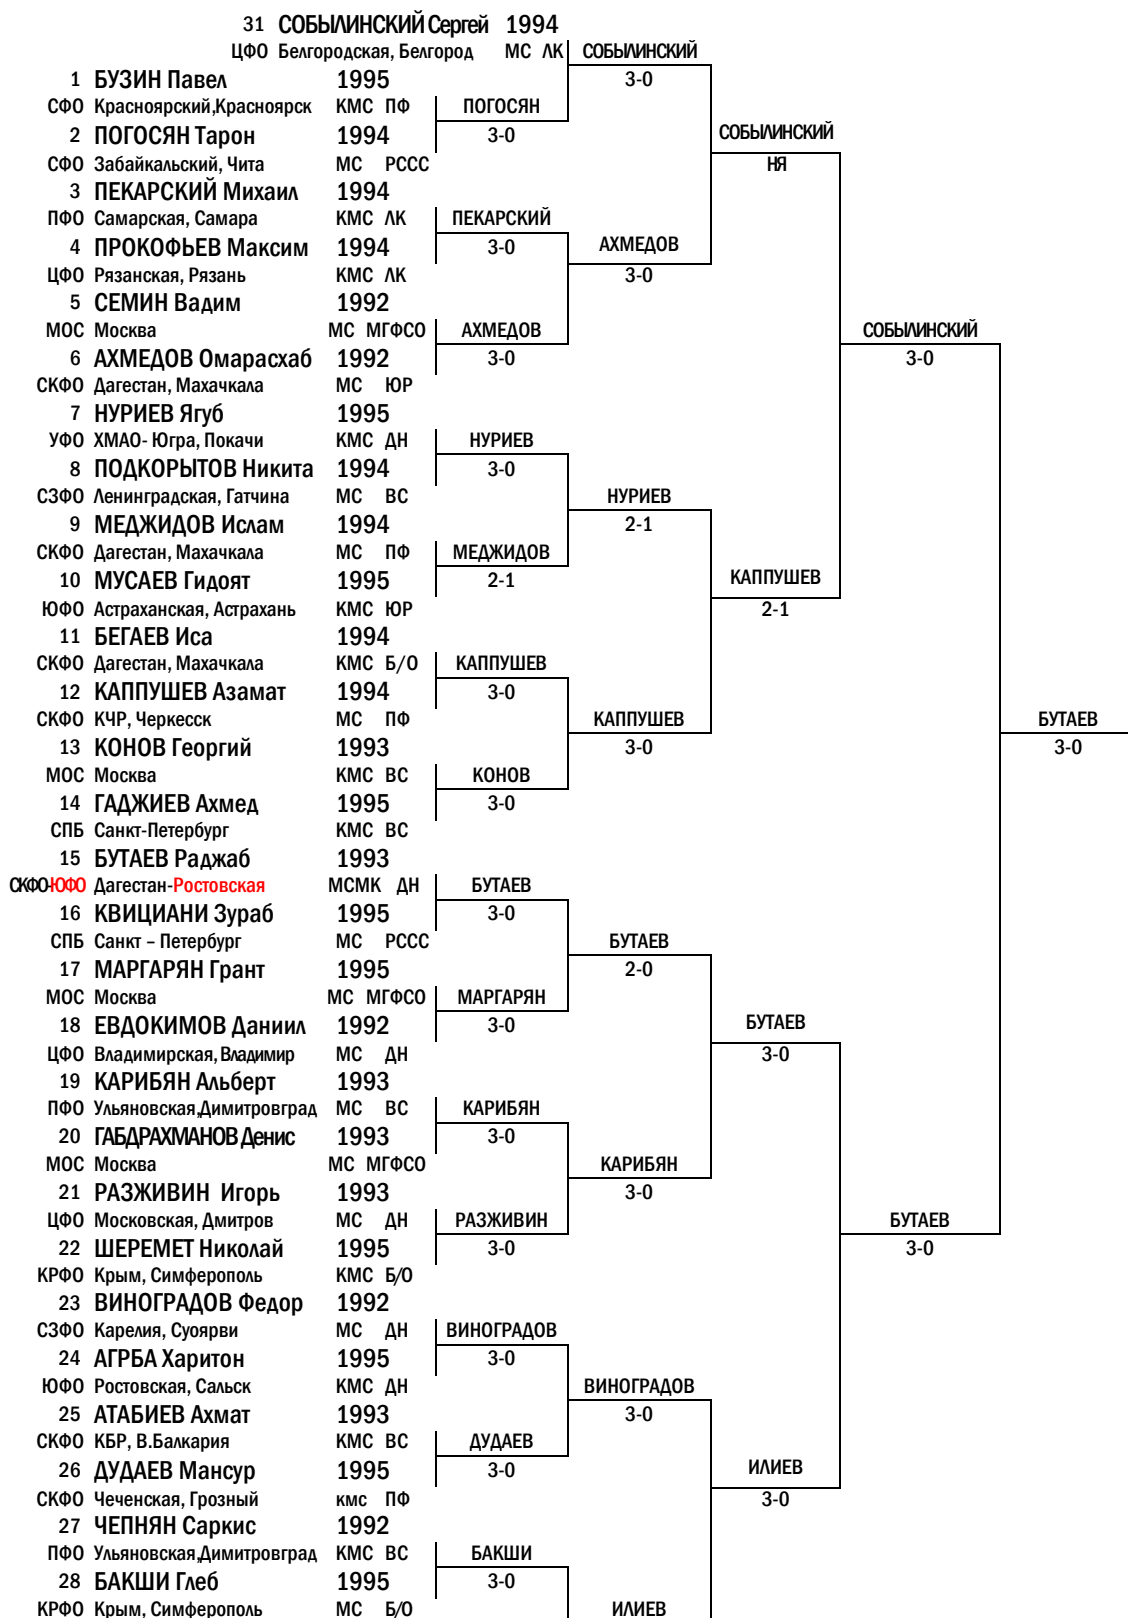 31 СОБЫЛИНСКИЙ Сергей 1994
ЦФО Белгородская, Белгород МС ЛК СОБЫЛИНСКИЙ
1 БУЗИН Павел 1995 3-0
СФО Красноярский,Красноярск КМС ПФ ПОГОСЯН
2 ПОГОСЯН Тарон 1994 3-0 СОБЫЛИНСКИЙ
СФО Забайкальский, Чита МС РССС НЯ
3 ПЕКАРСКИЙ Михаил 1994
ПФО Самарская, Самара КМС ЛК ПЕКАРСКИЙ
4 ПРОКОФЬЕВ Максим 1994 3-0 АХМЕДОВ
ЦФО Рязанская, Рязань КМС ЛК 3-0
5 СЕМИН Вадим 1992
МОС Москва МС МГФСО АХМЕДОВ СОБЫЛИНСКИЙ
6 АХМЕДОВ Омарасхаб 1992 3-0 3-0
СКФО Дагестан, Махачкала МС ЮР
7 НУРИЕВ Ягуб 1995
УФО ХМАО- Югра, Покачи КМС ДН НУРИЕВ
8 ПОДКОРЫТОВ Никита 1994 3-0
СЗФО Ленинградская, Гатчина МС ВС НУРИЕВ
9 МЕДЖИДОВ Ислам 1994 2-1
СКФО Дагестан, Махачкала МС ПФ МЕДЖИДОВ
10 МУСАЕВ Гидоят 1995 2-1 КАППУШЕВ
ЮФО Астраханская, Астрахань КМС ЮР 2-1
11 БЕГАЕВ Иса 1994
СКФО Дагестан, Махачкала КМС Б/О КАППУШЕВ
12 КАППУШЕВ Азамат 1994 3-0
СКФО КЧР, Черкесск МС ПФ КАППУШЕВ БУТАЕВ
13 КОНОВ Георгий 1993 3-0 3-0
МОС Москва КМС ВС КОНОВ
14 ГАДЖИЕВ Ахмед 1995 3-0
СПБ Санкт-Петербург КМС ВС
15 БУТАЕВ Раджаб 1993
СКФО-ЮФО Дагестан-Ростовская МСМК ДН БУТАЕВ
16 КВИЦИАНИ Зураб 1995 3-0
СПБ Санкт – Петербург МС РССС БУТАЕВ
17 МАРГАРЯН Грант 1995 2-0
МОС Москва МС МГФСО МАРГАРЯН
18 ЕВДОКИМОВ Даниил 1992 3-0 БУТАЕВ
ЦФО Владимирская, Владимир МС ДН 3-0
19 КАРИБЯН Альберт 1993
ПФО Ульяновская,Димитровград МС ВС КАРИБЯН
20 ГАБДРАХМАНОВ Денис 1993 3-0
МОС Москва МС МГФСО КАРИБЯН
21 РАЗЖИВИН Игорь 1993 3-0
ЦФО Московская, Дмитров МС ДН РАЗЖИВИН БУТАЕВ
22 ШЕРЕМЕТ Николай 1995 3-0 3-0
КРФО Крым, Симферополь КМС Б/О
23 ВИНОГРАДОВ Федор 1992
СЗФО Карелия, Суоярви МС ДН ВИНОГРАДОВ
24 АГРБА Харитон 1995 3-0
ЮФО Ростовская, Сальск КМС ДН ВИНОГРАДОВ
25 АТАБИЕВ Ахмат 1993 3-0
СКФО КБР, В.Балкария КМС ВС ДУДАЕВ
26 ДУДАЕВ Мансур 1995 3-0 ИЛИЕВ
СКФО Чеченская, Грозный кмс ПФ 3-0
27 ЧЕПНЯН Саркис 1992
ПФО Ульяновская,Димитровград КМС ВС БАКШИ
28 БАКШИ Глеб 1995 3-0
КРФО Крым, Симферополь МС Б/О ИЛИЕВ